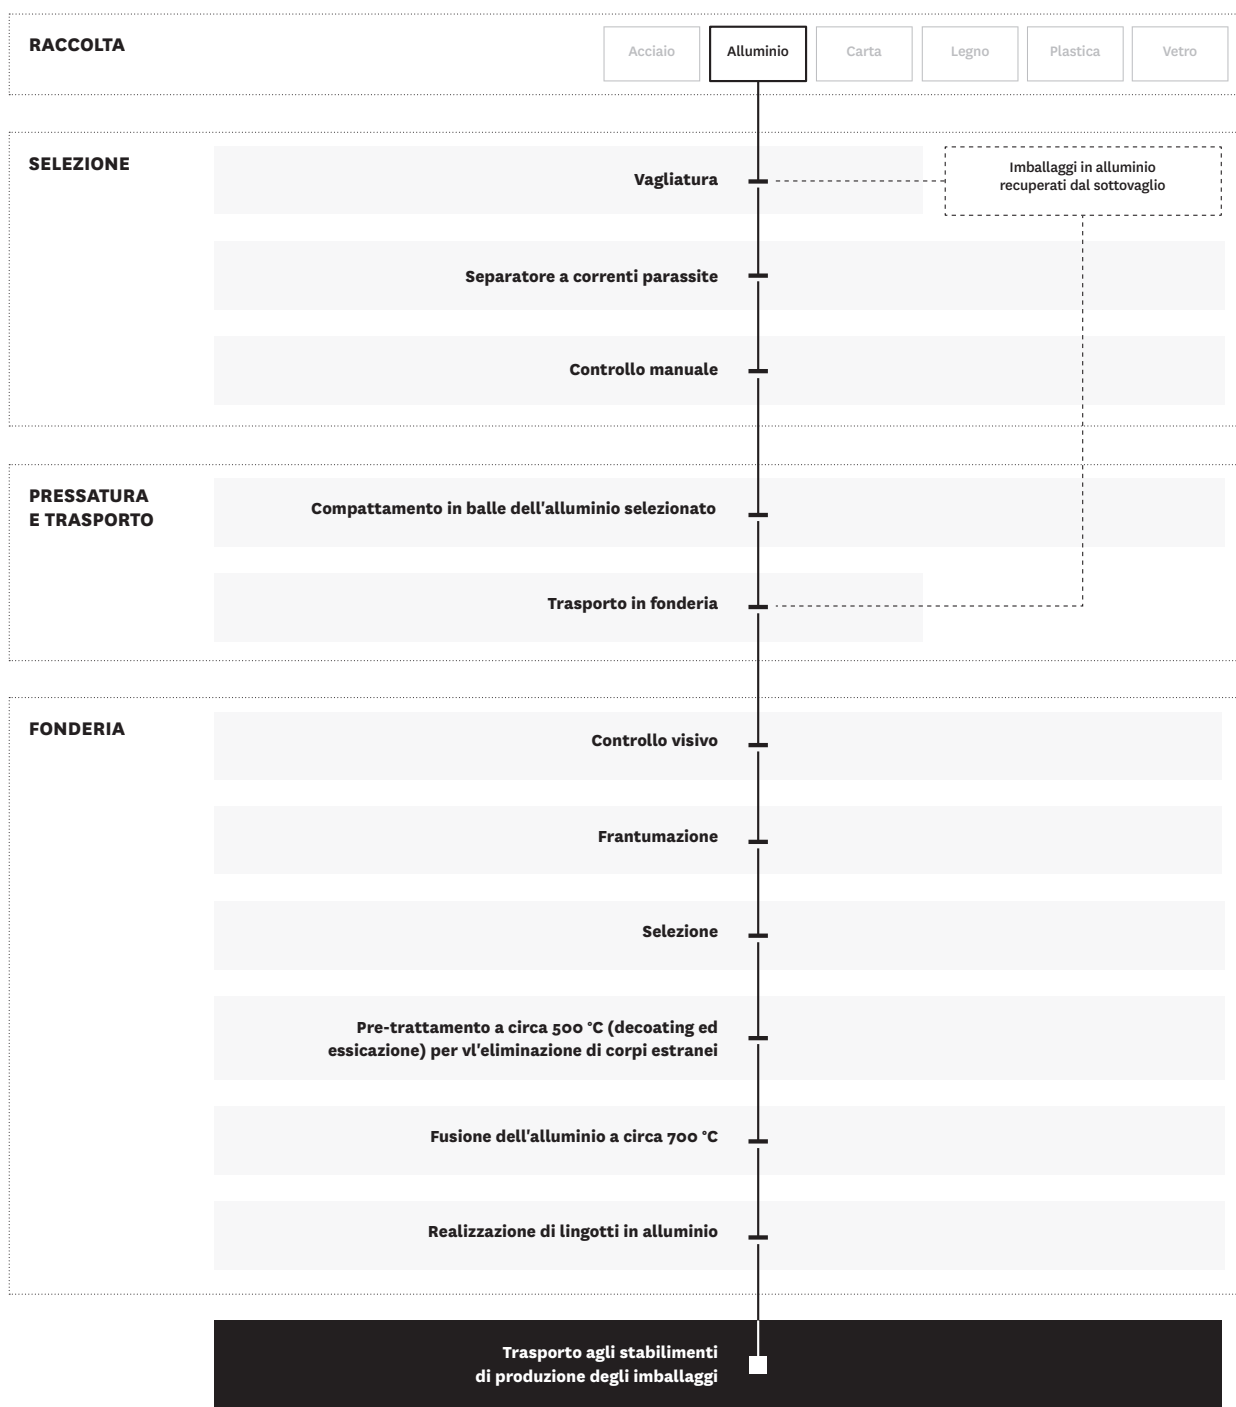 RACCOLTA
Acciaio
Alluminio
Carta
Legno
Plastica
Vetro
SELEZIONE
Vagliatura
Imballaggi in alluminio
recuperati dal sottovaglio
Separatore a correnti parassite
Controllo manuale
PRESSATURA
E TRASPORTO
Compattamento in balle dell'alluminio selezionato
Trasporto in fonderia
FONDERIA
Controllo visivo
Frantumazione
Selezione
Pre-trattamento a circa 500 °C (decoating ed
essicazione) per vl'eliminazione di corpi estranei
Fusione dell'alluminio a circa 700 °C
Realizzazione di lingotti in alluminio
Trasporto agli stabilimenti
di produzione degli imballaggi